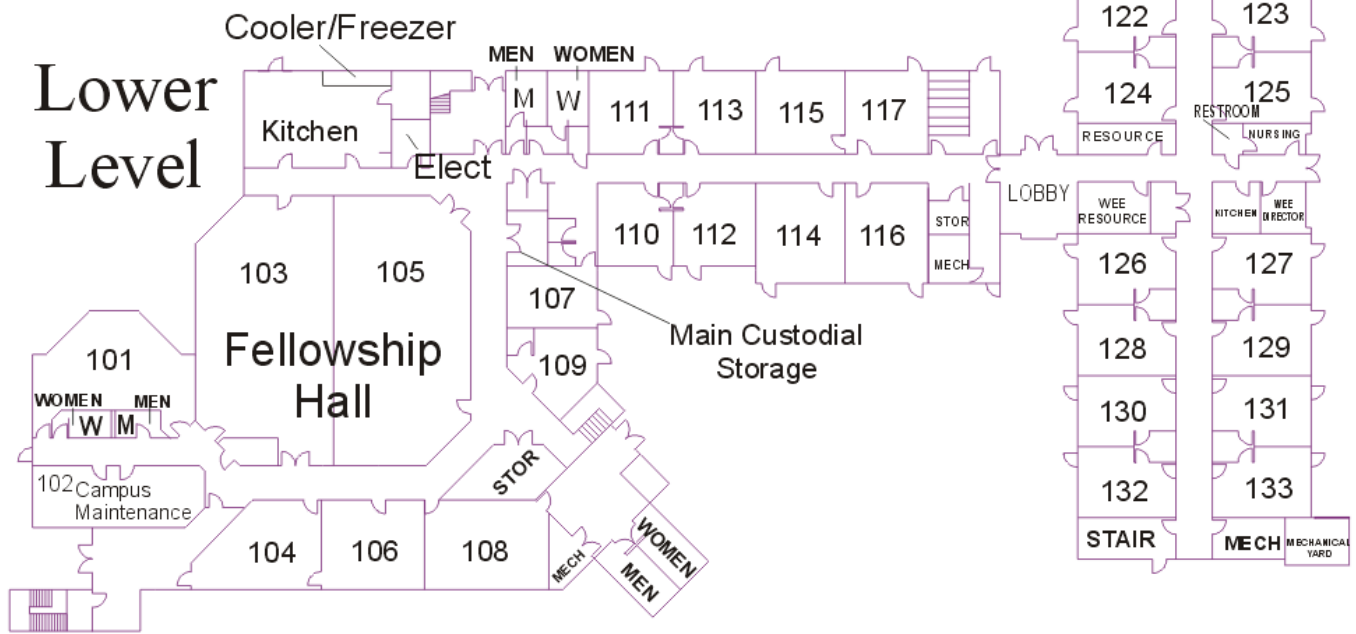 Lower
Level
Cooler/Freezer
Kitchen
Elect
MEN WOMEN
M W
111 113 115 117
110 112 114 116
STOR
MECH
LOBBY
122 123
124 125
RESTROOM
RESOURCE
NURSING
WEE
RESOURCE
KITCHEN
WEE
DIRECTOR
126 127
128 129
130 131
132 133
STAIR
MECH
MECHANICAL
YARD
103 105
Fellowship
Hall
107
109
Main Custodial
Storage
101
WOMEN MEN
W M
102 Campus
Maintenance
104 106 108
STOR
MECH
WOMEN
MEN